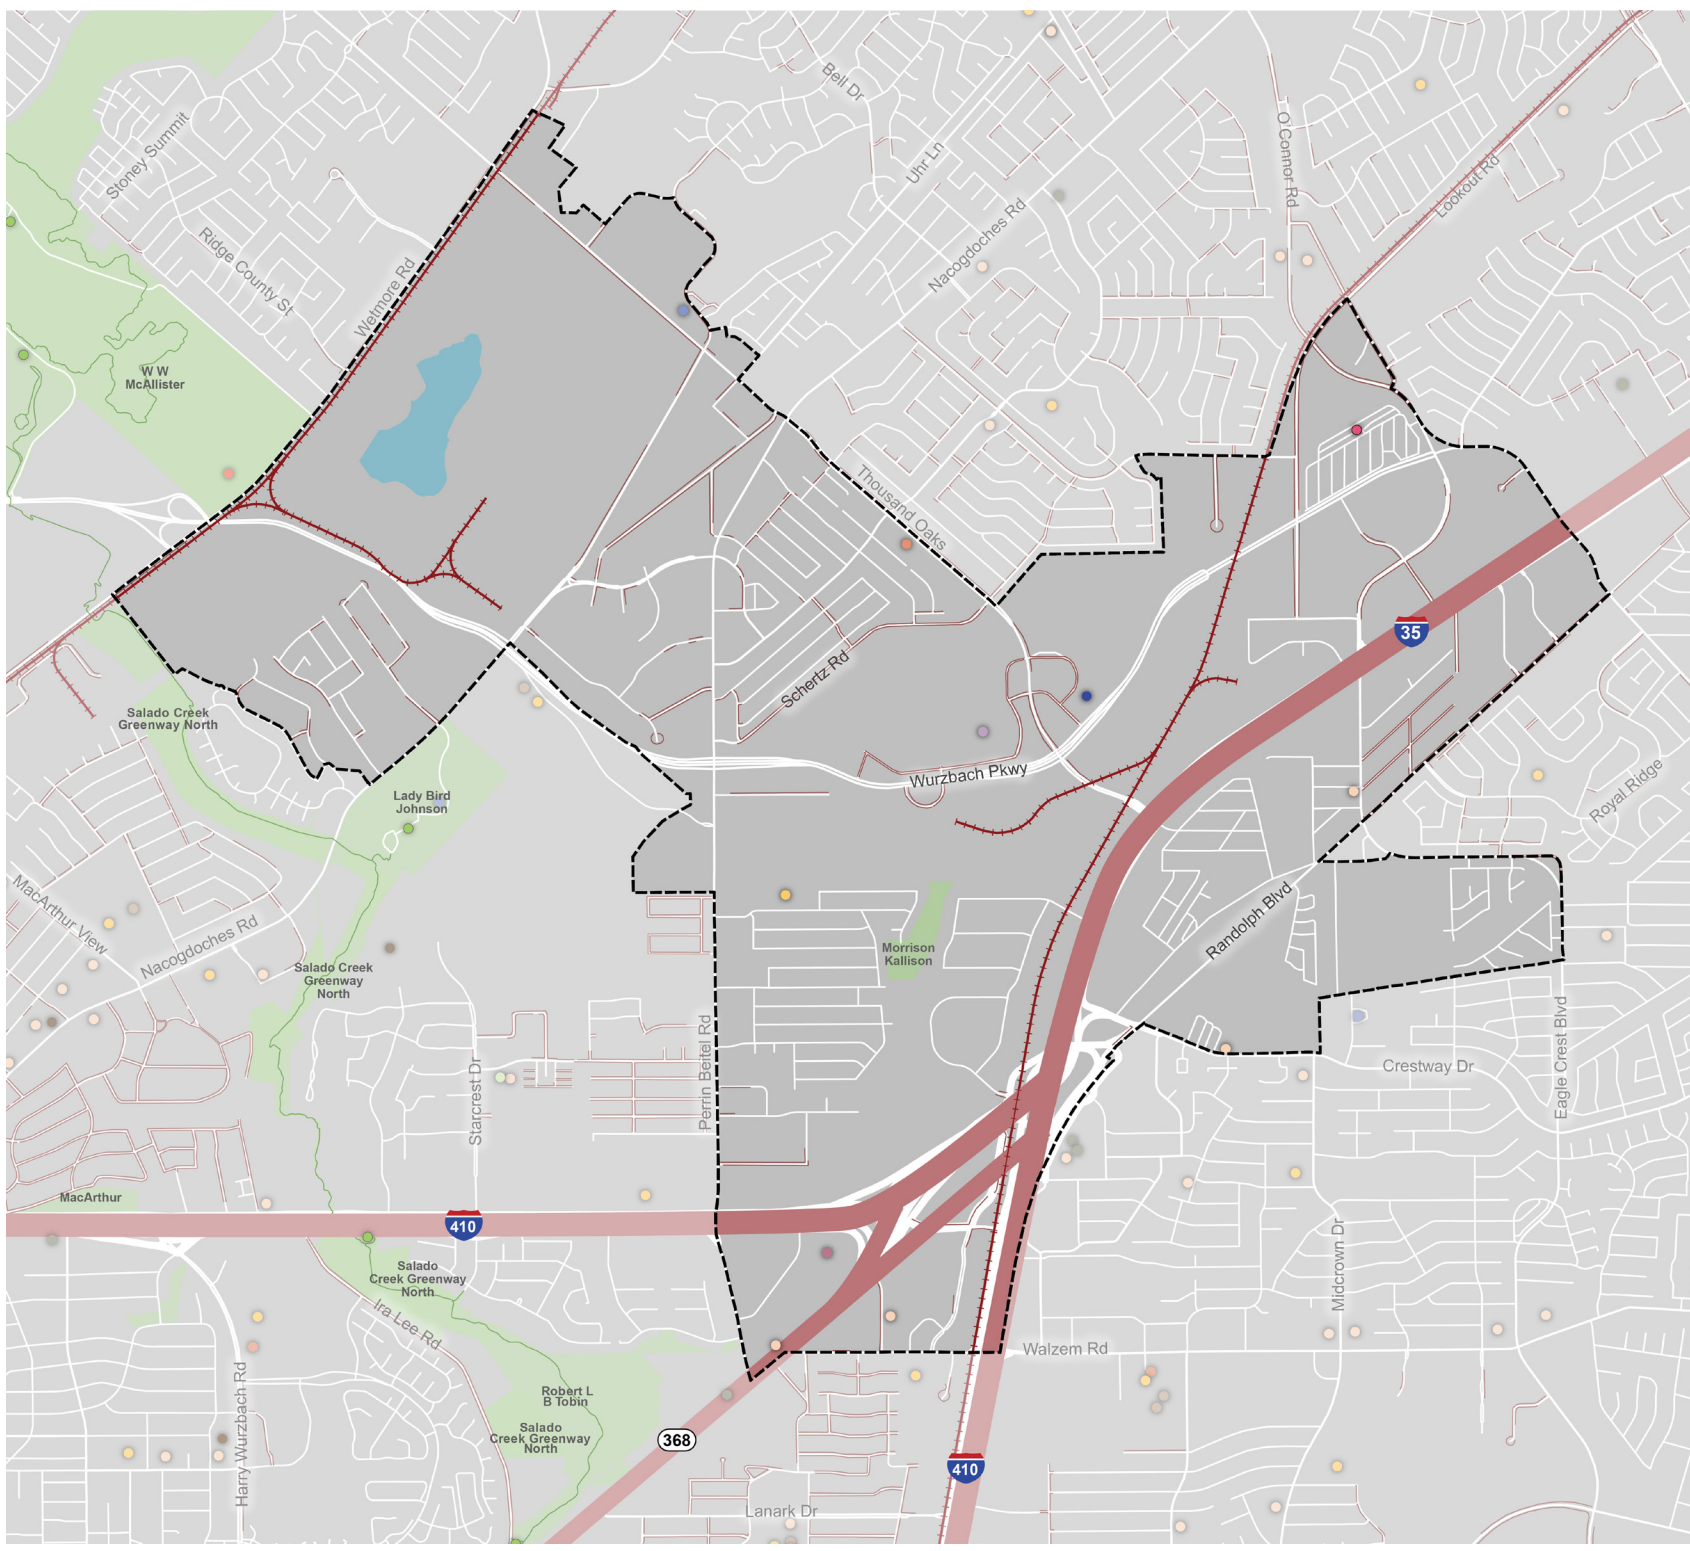 Bell Dr
Stoney Summit
O'Connor Rd
Uhr Ln
Lookout Rd
Nacogdoches Rd
Ridge County St
Wetmore Rd
W W
McAllister
Thousand Oaks
35
Schertz Rd
Salado Creek
Greenway North
Wurzbach Pkwy
Royal Ridge
Lady Bird
Johnson
MacArthur View
Nacogdoches Rd
Randolph Blvd
Morrison
Kallison
Salado Creek
Greenway
North
Eagle Crest Blvd
Perrin Beitel Rd
Starcrest Dr
Crestway Dr
MacArthur
410
Midcrown Dr
Salado
Creek Greenway
North
Ira Lee Rd
Walzem Rd
Harry Wurzbach Rd
Robert L
B Tobin
Salado
Creek Greenway
North
368
410
Lanark Dr